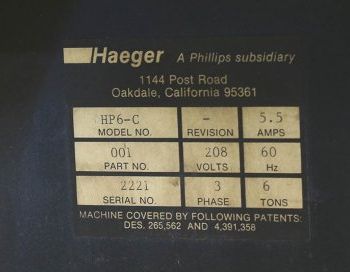 Haeger A Phillips subsidiary
1144 Post Road
Oakdale, California 95361
HP6-C - 5.5
MODEL NO. REVISION AMPS
001 208 60
PART NO. VOLTS Hz
2221 3 6
SERIAL NO. PHASE TONS
MACHINE COVERED BY FOLLOWING PATENTS:
DES. 265,562 AND 4,391,358